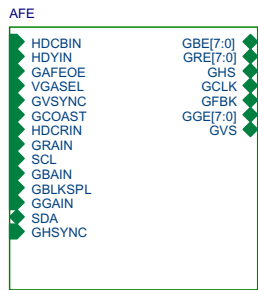 AFE
HDCBIN GBE[7:0]
HDYIN GRE[7:0]
GAFEOE GHS
VGASEL GCLK
GVSYNC GFBK
GCOAST GGE[7:0]
HDCRIN GVS
GRAIN
SCL
GBAIN
GBLKSPL
GGAIN
SDA
GHSYNC